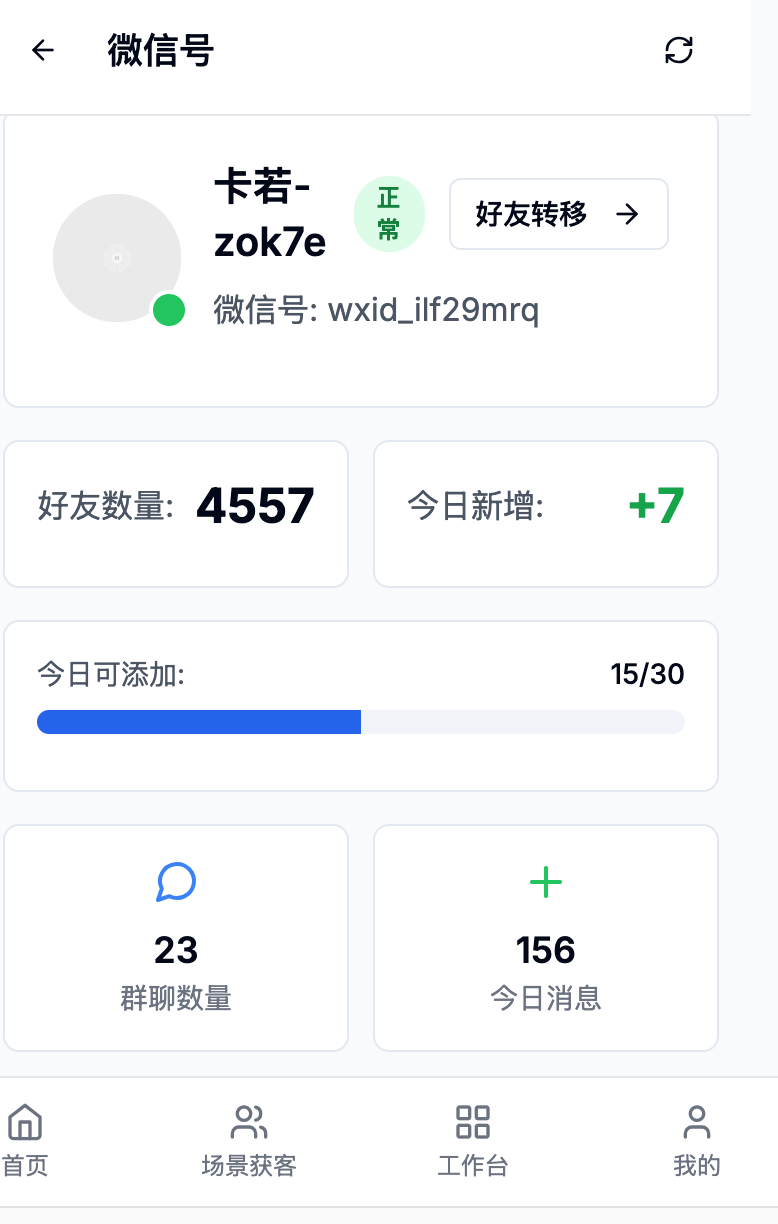 微信号
卡若-
zok7e
正
常
好友转移
微信号: wxid_ilf29mrq
好友数量: 4557
今日新增: +7
今日可添加: 15/30
23
群聊数量
156
今日消息
首页
场景获客
工作台
我的